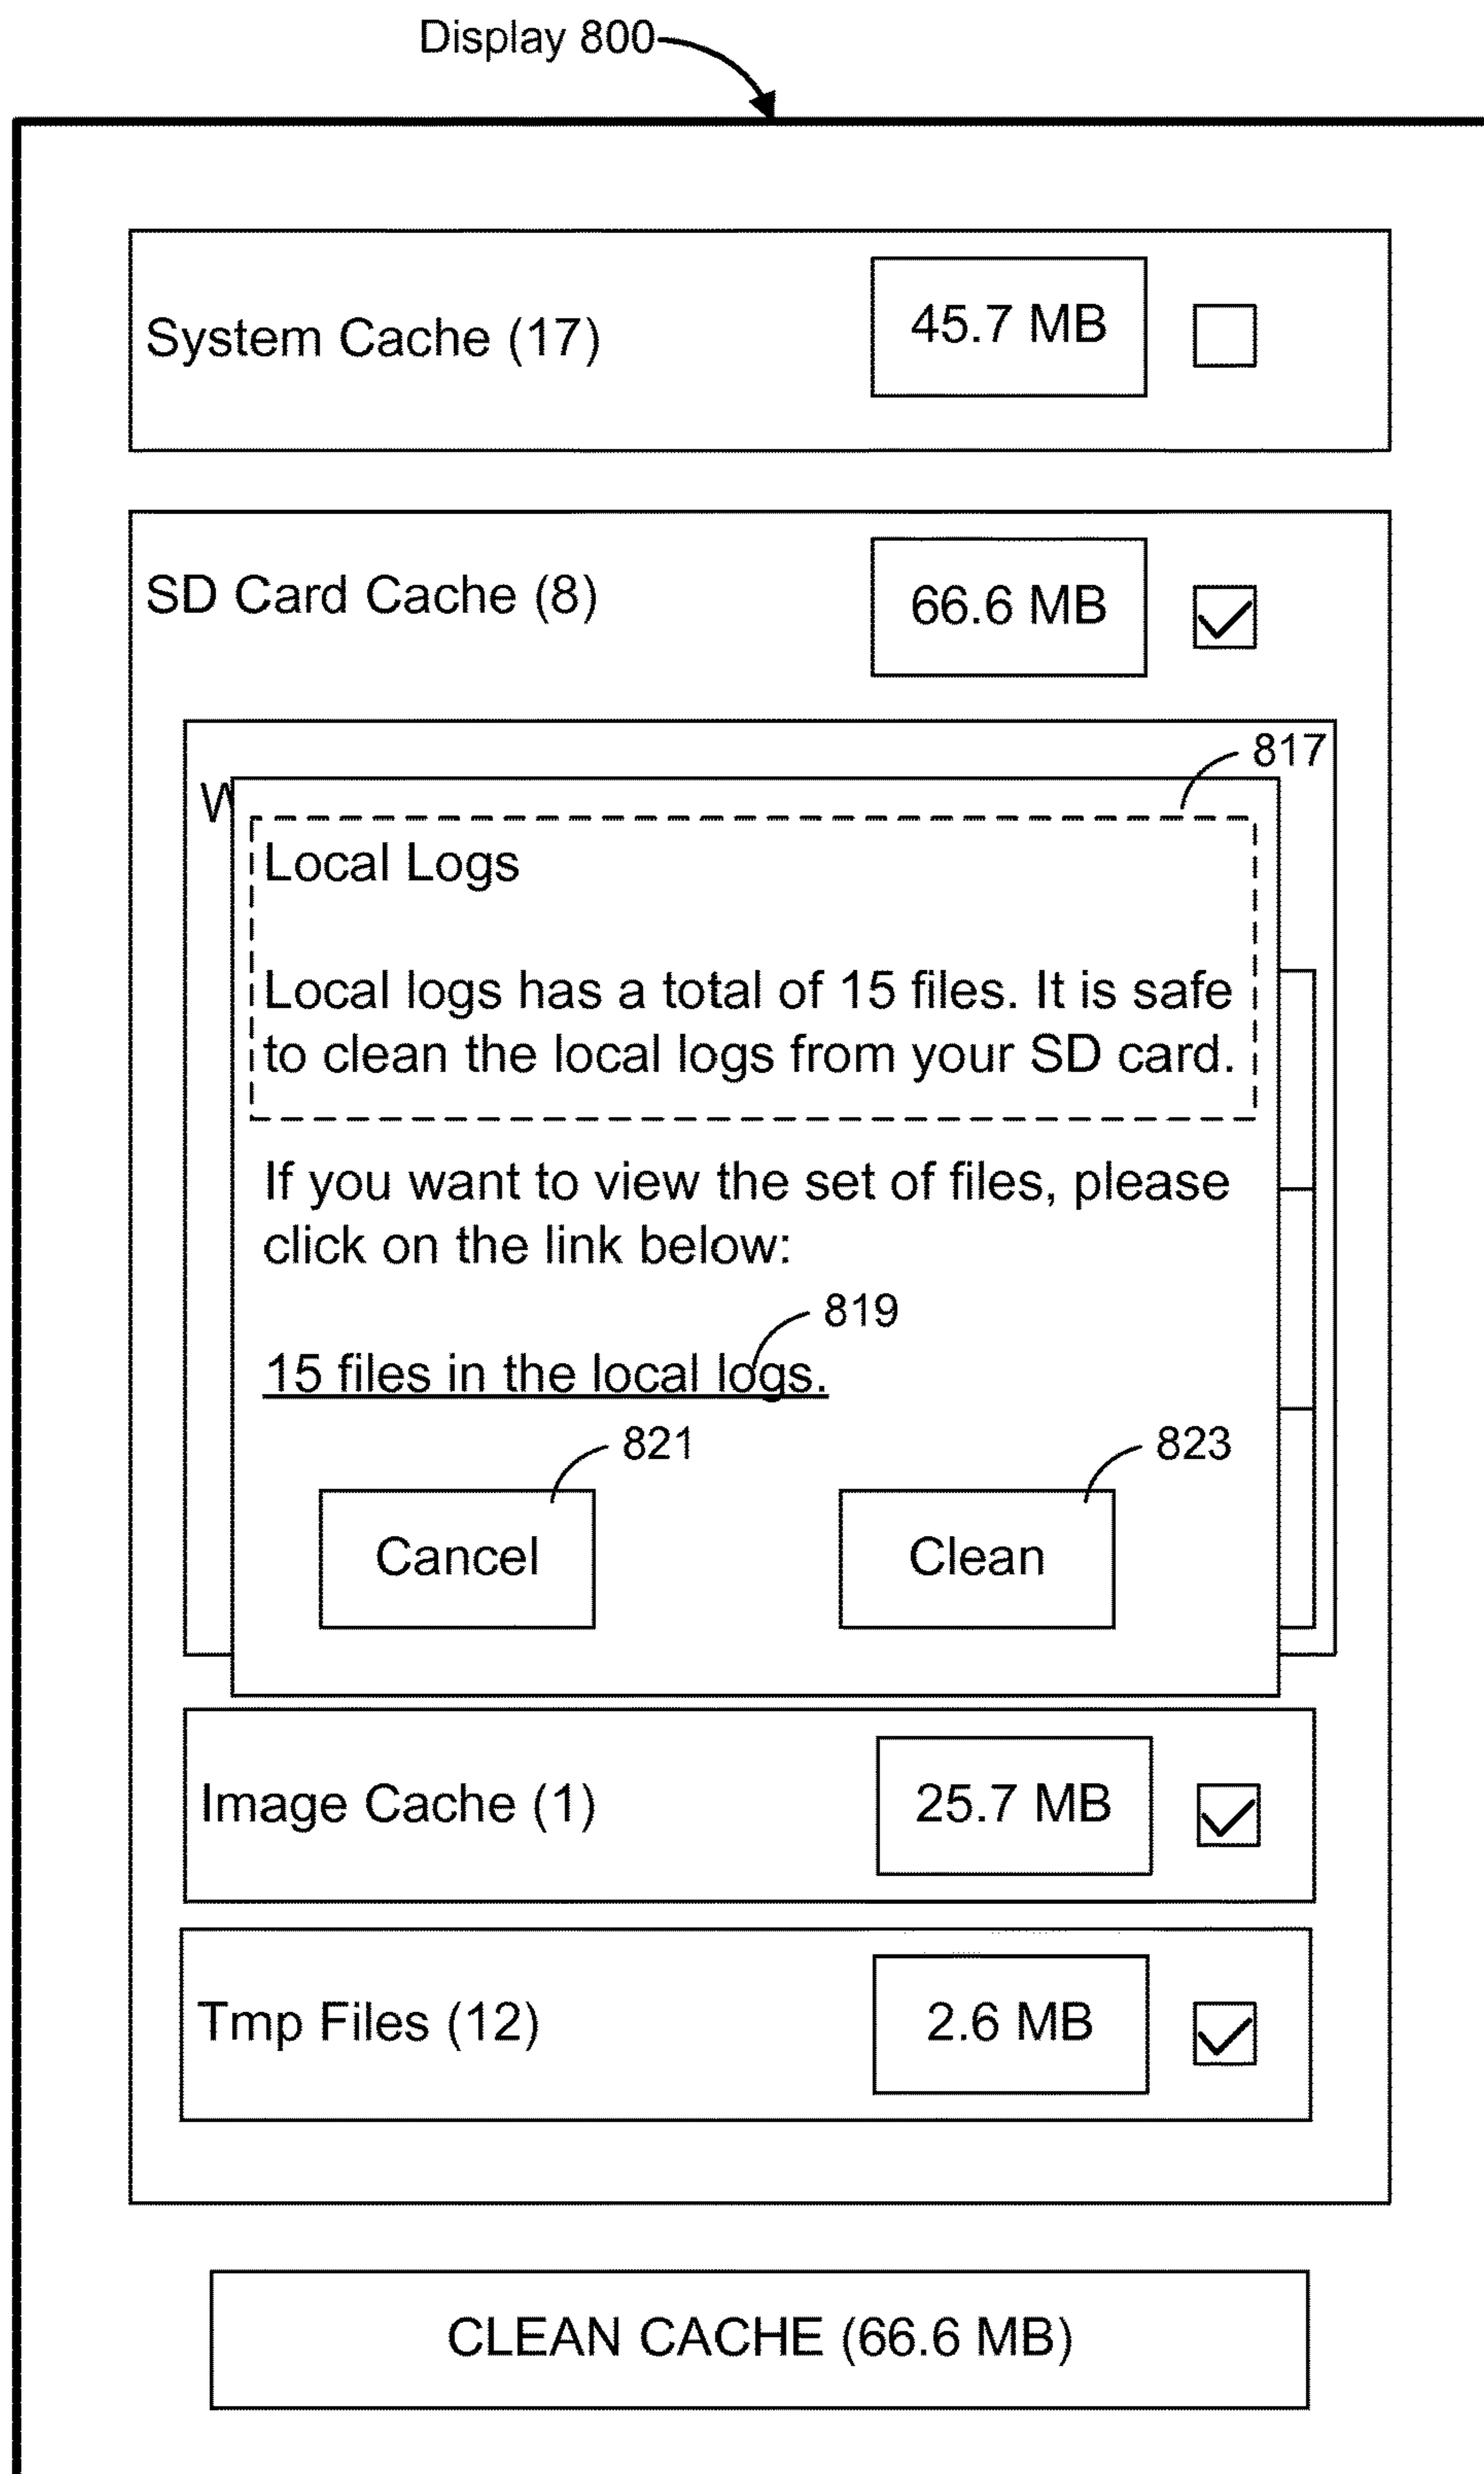 Display 800
System Cache (17)
45.7 MB
SD Card Cache (8)
66.6 MB
817
W
Local Logs
Local logs has a total of 15 files. It is safe
to clean the local logs from your SD card.
If you want to view the set of files, please
click on the link below:
819
15 files in the local logs.
821
823
Cancel
Clean
Image Cache (1)
25.7 MB
Tmp Files (12)
2.6 MB
CLEAN CACHE (66.6 MB)